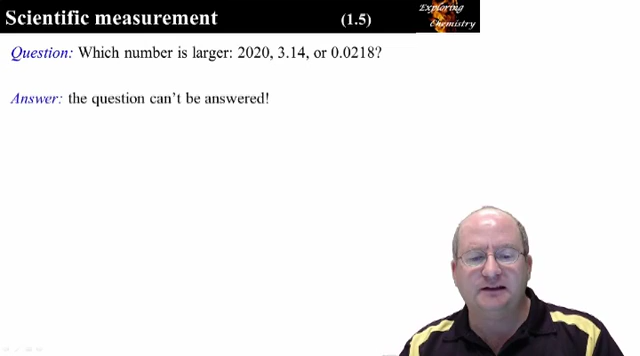 Scientific measurement (1.5)
Exploring
Chemistry
Question: Which number is larger: 2020, 3.14, or 0.0218?
Answer: the question can't be answered!